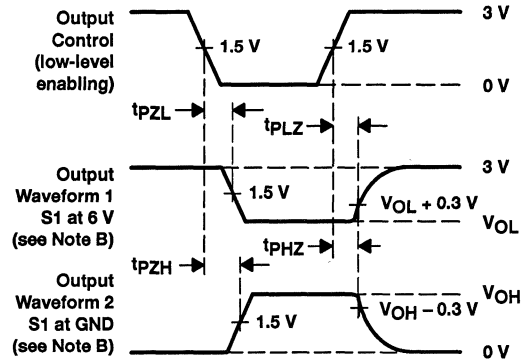 Output
Control
(low-level
enabling)
1.5 V
1.5 V
3 V
0 V
tPZL
tPLZ
Output
Waveform 1
S1 at 6 V
(see Note B)
1.5 V
3 V
VOL + 0.3 V
VOL
tPZH
tPHZ
Output
Waveform 2
S1 at GND
(see Note B)
1.5 V
VOH
VOH − 0.3 V
0 V